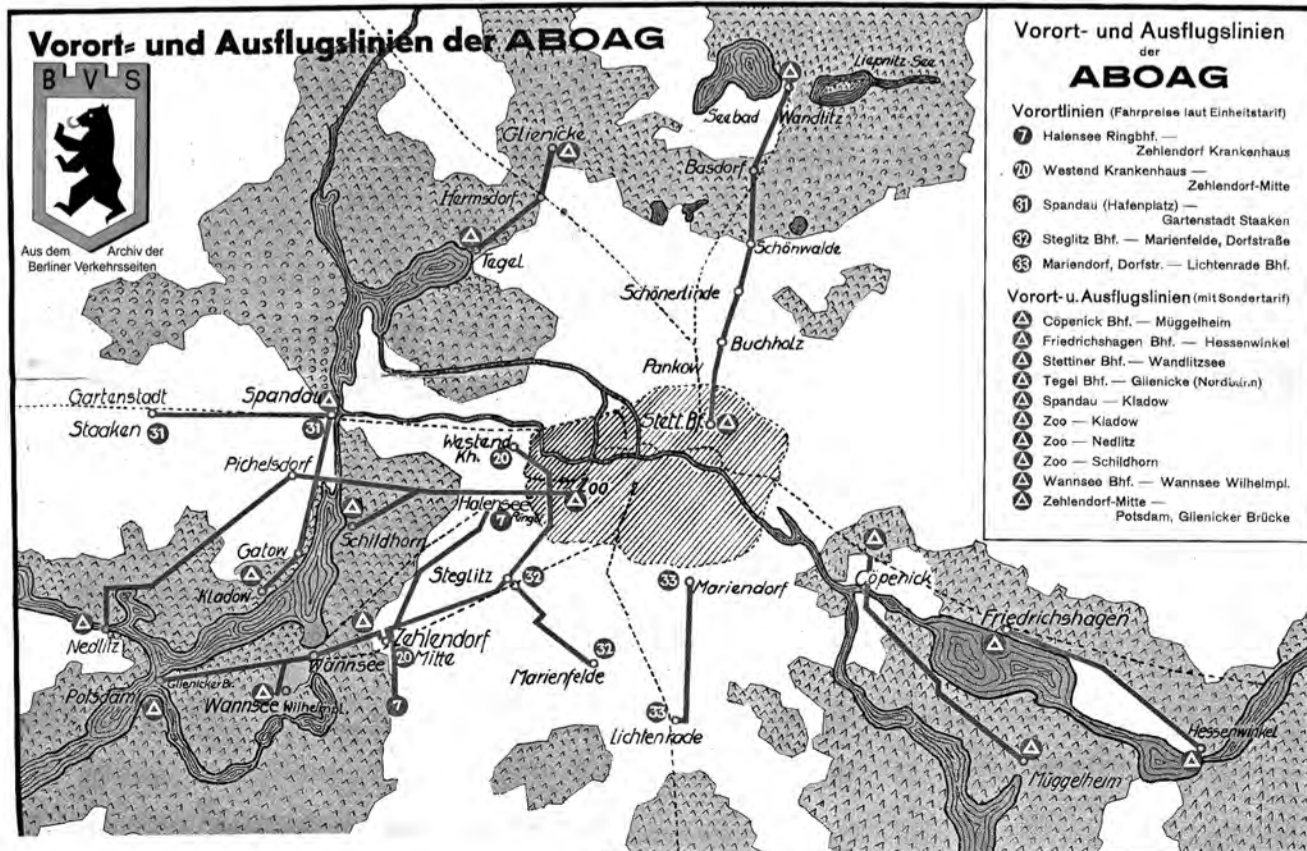 Vorort- und Ausflugslinien der ABOAG
B V S
Aus dem Archiv der
Berliner Verkehrsseiten
Vorort- und Ausflugslinien
der
ABOAG
Vorortlinien (Fahrpreise laut Einheitstarif)
7 Halensee Ringbhf. —
Zehlendorf Krankenhaus
20 Westend Krankenhaus —
Zehlendorf-Mitte
31 Spandau (Hafenplatz) —
Gartenstadt Staaken
32 Steglitz Bhf. — Marienfelde, Dorfstraße
33 Mariendorf, Dorfstr. — Lichtenrade Bhf.
Vorort- u. Ausflugslinien (mit Sondertarif)
Cöpenick Bhf. — Müggelheim
Friedrichshagen Bhf. — Hessenwinkel
Stettiner Bhf. — Wandlitzsee
Tegel Bhf. — Glienicke (Nordbahn)
Spandau — Kladow
Zoo — Kladow
Zoo — Nedlitz
Zoo — Schildhorn
Wannsee Bhf. — Wannsee Wilhelmpl.
Zehlendorf-Mitte —
Potsdam, Glienicker Brücke
Liepnitz-See
Seebad
Wandlitz
Glienicke
Basdorf
Hermsdorf
Tegel
Schönwalde
Schönerlinde
Buchholz
Pankow
Gartenstadt
Staaken
31
Spandau
31
Stett. Bf.
Westend
Kh.
20
Pichelsdorf
Zoo
Halensee
Ringbf.
7
Schildhorn
Gatow
Kladow
Steglitz
32
33
Mariendorf
Cöpenick
Friedrichshagen
Nedlitz
Zehlendorf
Mitte
20
Wannsee
32
Marienfelde
Potsdam
Glienicker Br.
Wannsee Wilhelmpl.
7
33
Lichtenrade
Hessenwinkel
Müggelheim